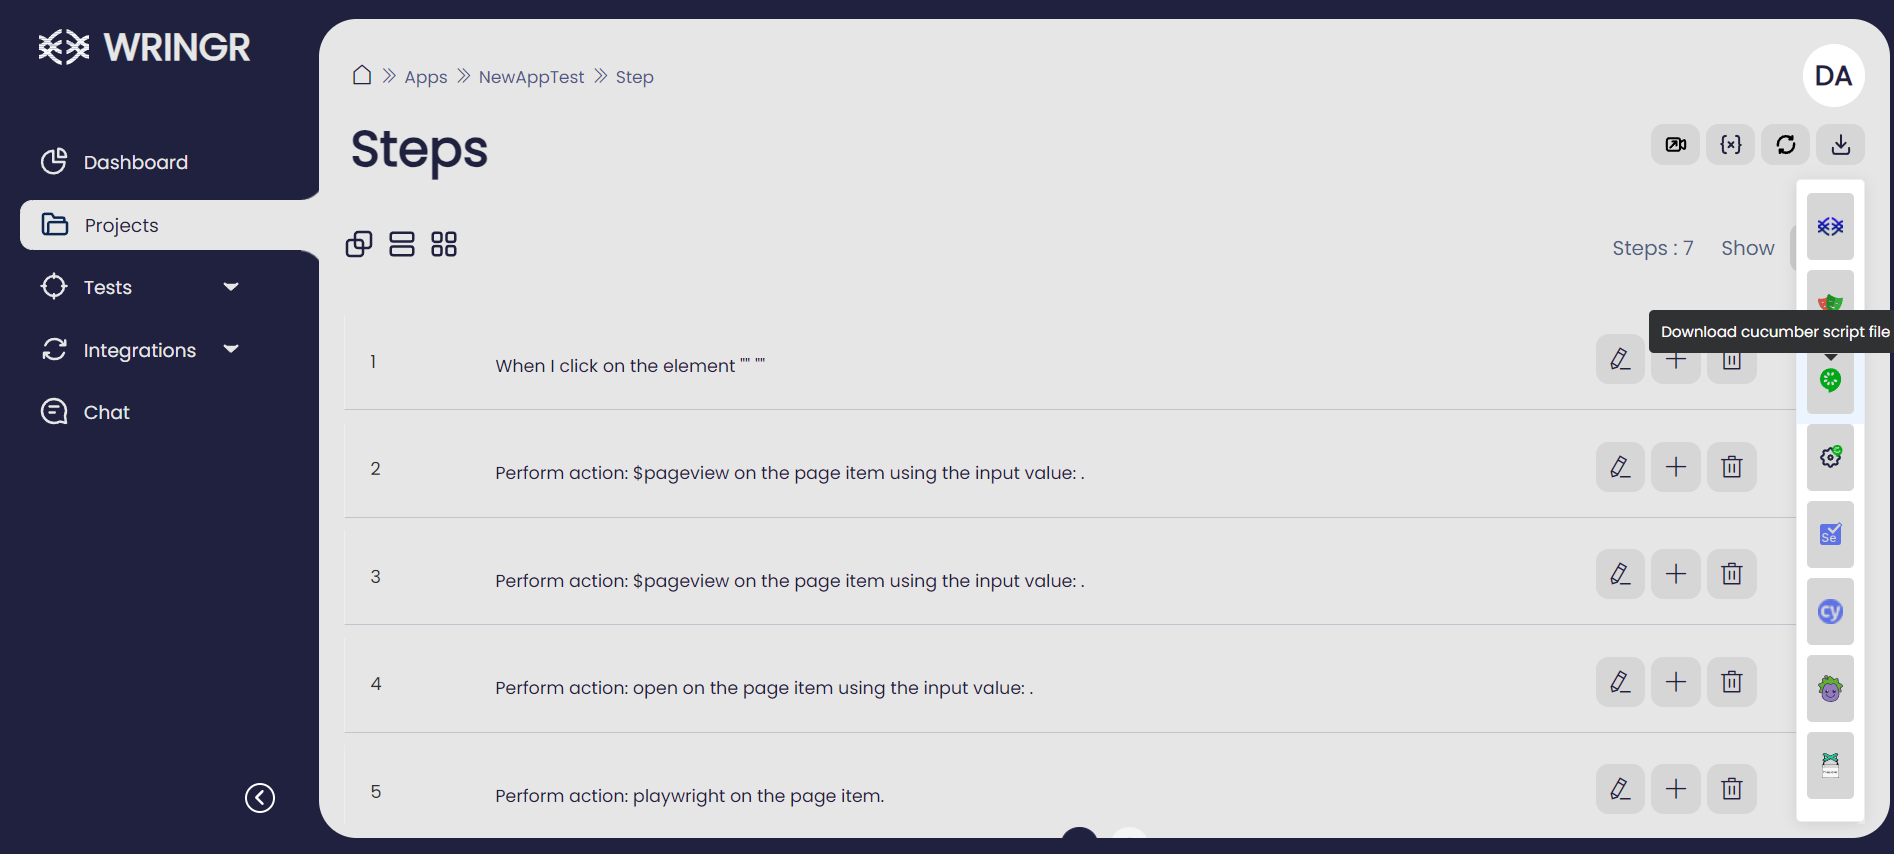 WRINGR
Dashboard
Projects
Tests
Integrations
Chat
Apps NewAppTest Step
DA
Steps
Steps : 7 Show
Download cucumber script file
1 When I click on the element "" ""
2 Perform action: $pageview on the page item using the input value: .
3 Perform action: $pageview on the page item using the input value: .
Se
4 Perform action: open on the page item using the input value: .
cy
5 Perform action: playwright on the page item.